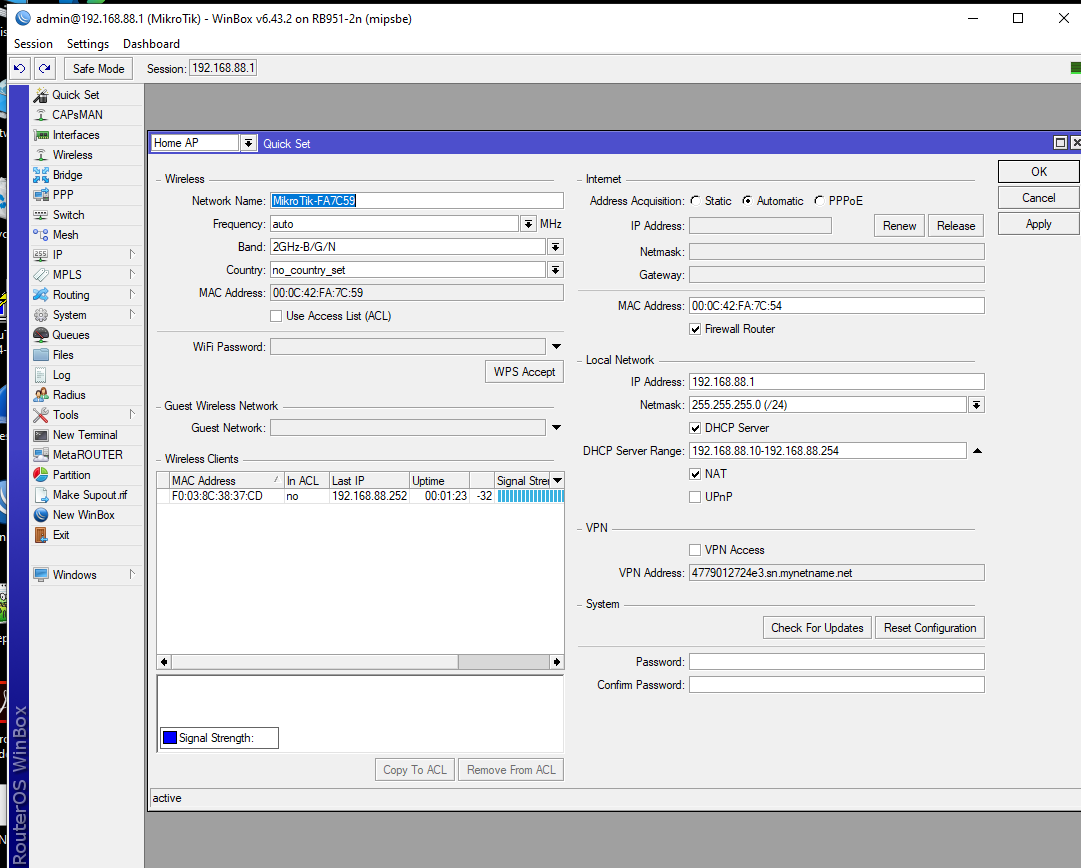 admin@192.168.88.1 (MikroTik) - WinBox v6.43.2 on RB951-2n (mipsbe)
Session Settings Dashboard
Safe Mode Session: 192.168.88.1
Quick Set
CAPsMAN
Interfaces
Wireless
Bridge
PPP
Switch
Mesh
IP
MPLS
Routing
System
Queues
Files
Log
Radius
Tools
New Terminal
MetaROUTER
Partition
Make Supout.rif
New WinBox
Exit
Windows
RouterOS WinBox
Home AP Quick Set
Wireless
Network Name: MikroTik-FA7C59
Frequency: auto MHz
Band: 2GHz-B/G/N
Country: no_country_set
MAC Address: 00:0C:42:FA:7C:59
Use Access List (ACL)
WiFi Password:
WPS Accept
Guest Wireless Network
Guest Network:
Wireless Clients
MAC Address In ACL Last IP Uptime Signal Strer
F0:03:8C:38:37:CD no 192.168.88.252 00:01:23 -32
Signal Strength:
Copy To ACL Remove From ACL
active
Internet
Address Acquisition: Static Automatic PPPoE
IP Address: Renew Release
Netmask:
Gateway:
MAC Address: 00:0C:42:FA:7C:54
Firewall Router
Local Network
IP Address: 192.168.88.1
Netmask: 255.255.255.0 (/24)
DHCP Server
DHCP Server Range: 192.168.88.10-192.168.88.254
NAT
UPnP
VPN
VPN Access
VPN Address: 4779012724e3.sn.mynetname.net
System
Check For Updates Reset Configuration
Password:
Confirm Password:
OK
Cancel
Apply